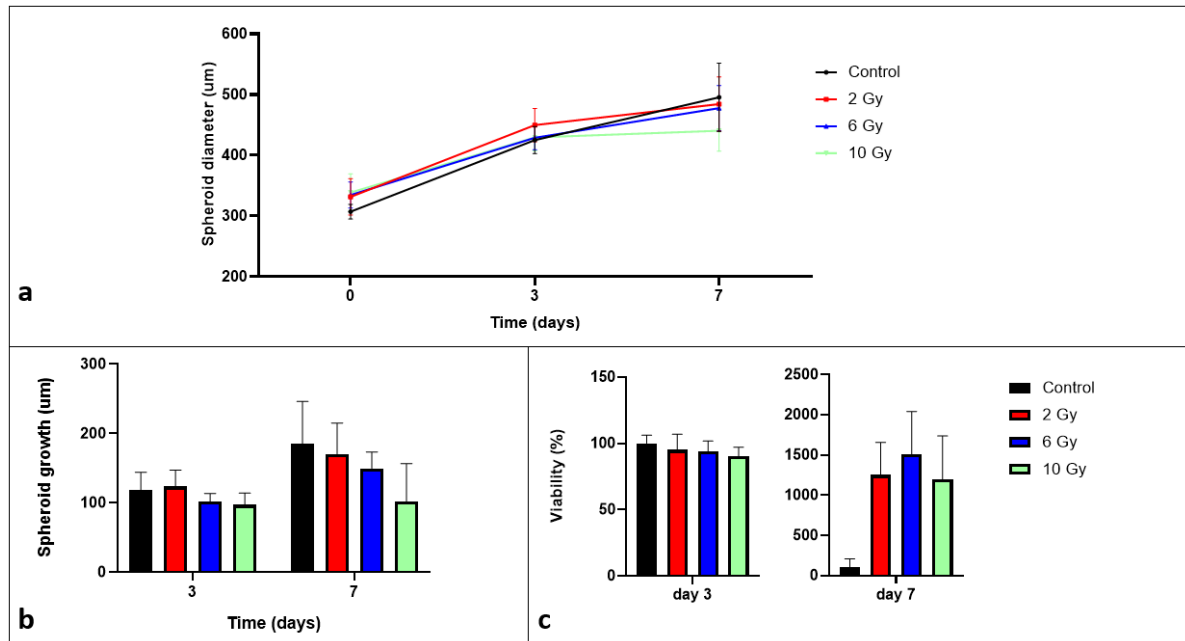 600
500
400
300
200
Spheroid diameter (um)
0 3 7
Time (days)
Control
2 Gy
6 Gy
10 Gy
a
300
200
100
0
Spheroid growth (um)
3 7
Time (days)
b
150
100
50
0
Viability (%)
day 3
2500
2000
1500
1000
500
0
day 7
Control
2 Gy
6 Gy
10 Gy
c